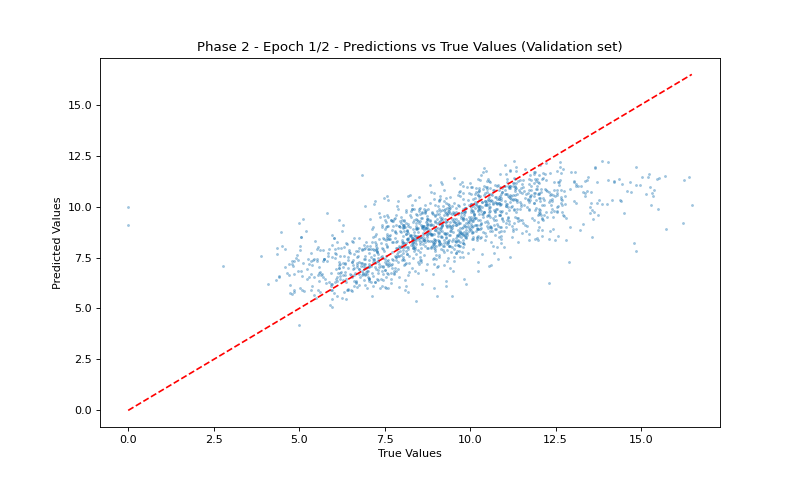 Phase 2 - Epoch 1/2 - Predictions vs True Values (Validation set)
Predicted Values
15.0
12.5
10.0
7.5
5.0
2.5
0.0
0.0 2.5 5.0 7.5 10.0 12.5 15.0
True Values